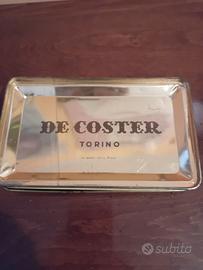 DE COSTER
TORINO
subito